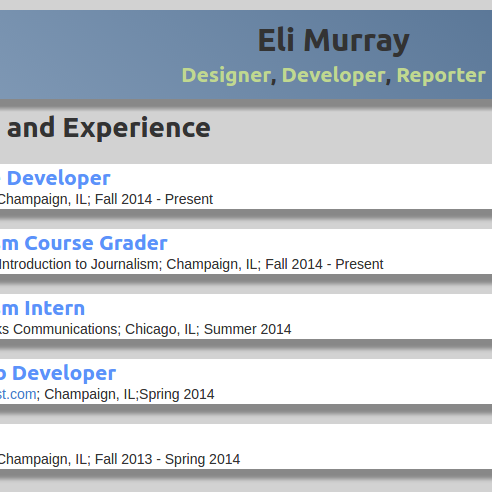 Eli Murray
Designer, Developer, Reporter
and Experience
Developer
Champaign, IL; Fall 2014 - Present
Course Grader
Introduction to Journalism; Champaign, IL; Fall 2014 - Present
Intern
Communications; Chicago, IL; Summer 2014
Developer
Champaign, IL;Spring 2014
Champaign, IL; Fall 2013 - Spring 2014